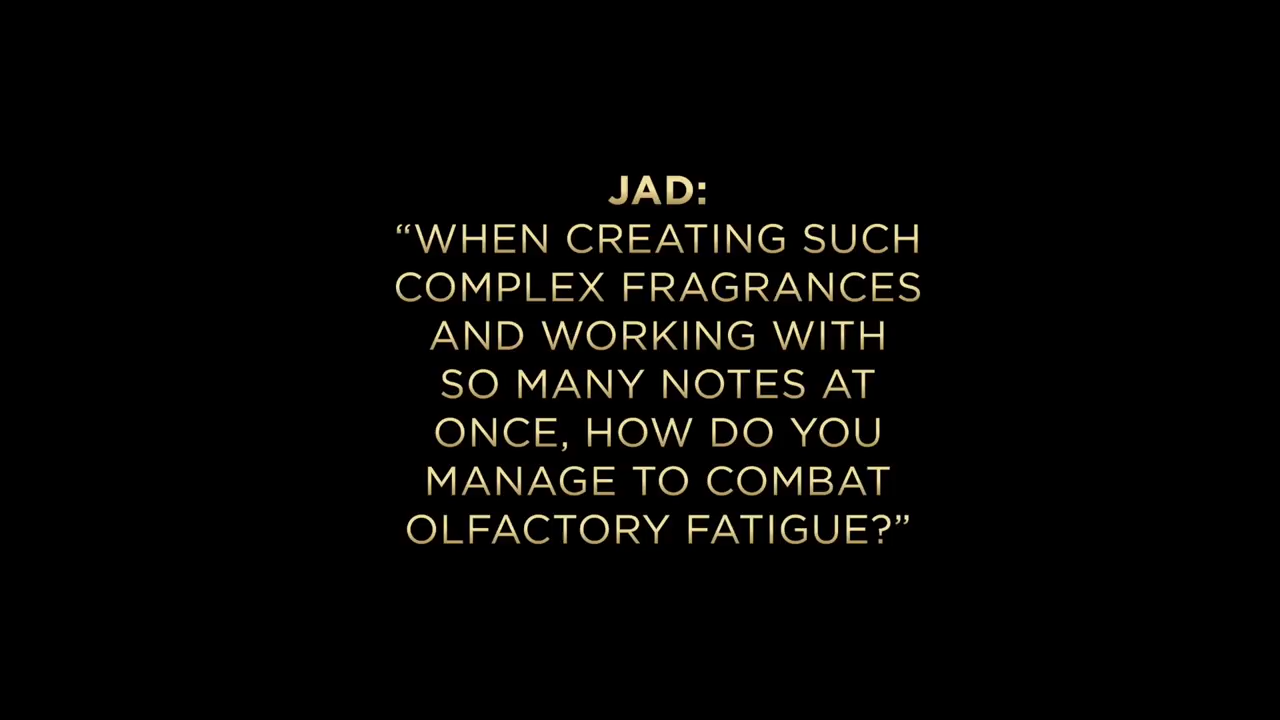 JAD:
“WHEN CREATING SUCH
COMPLEX FRAGRANCES
AND WORKING WITH
SO MANY NOTES AT
ONCE, HOW DO YOU
MANAGE TO COMBAT
OLFACTORY FATIGUE?”